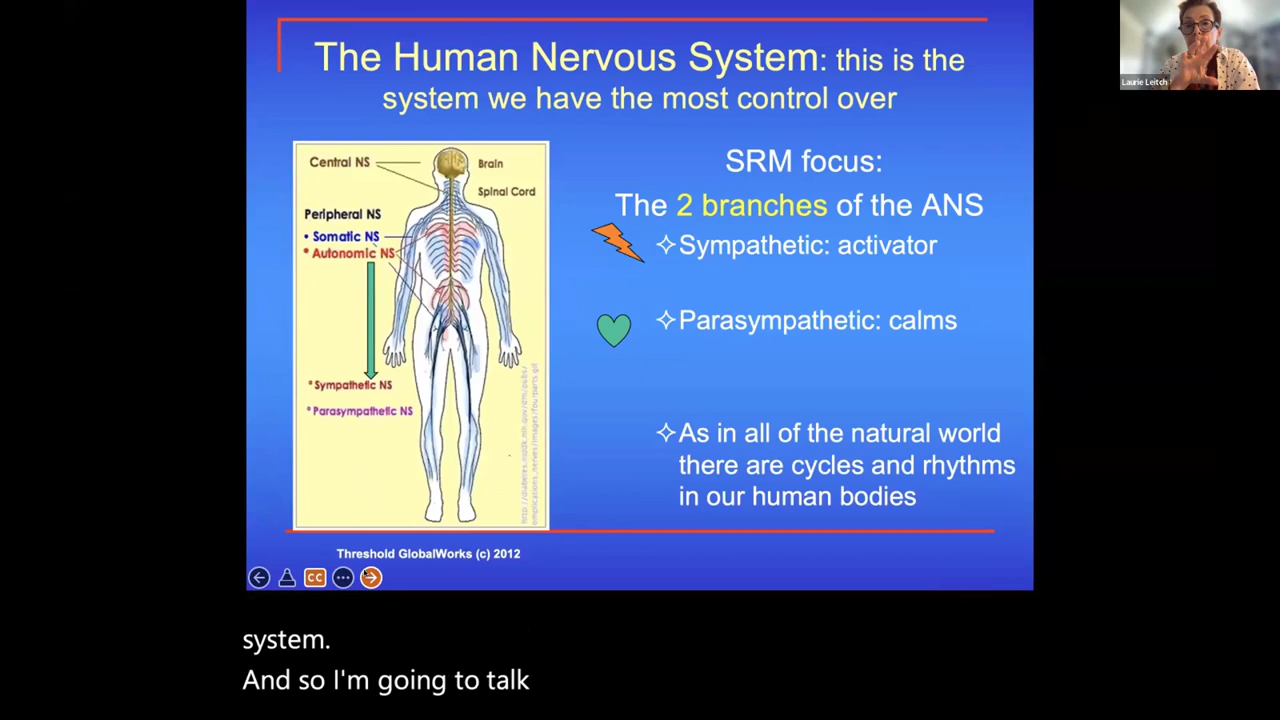 The Human Nervous System: this is the
system we have the most control over
Laurie Leitch
Central NS
Brain
Spinal Cord
Peripheral NS
• Somatic NS
• Autonomic NS
Sympathetic NS
Parasympathetic NS
SRM focus:
The 2 branches of the ANS
✧Sympathetic: activator
✧Parasympathetic: calms
✧As in all of the natural world
there are cycles and rhythms
in our human bodies
Threshold GlobalWorks (c) 2012
CC
system.
And so I'm going to talk